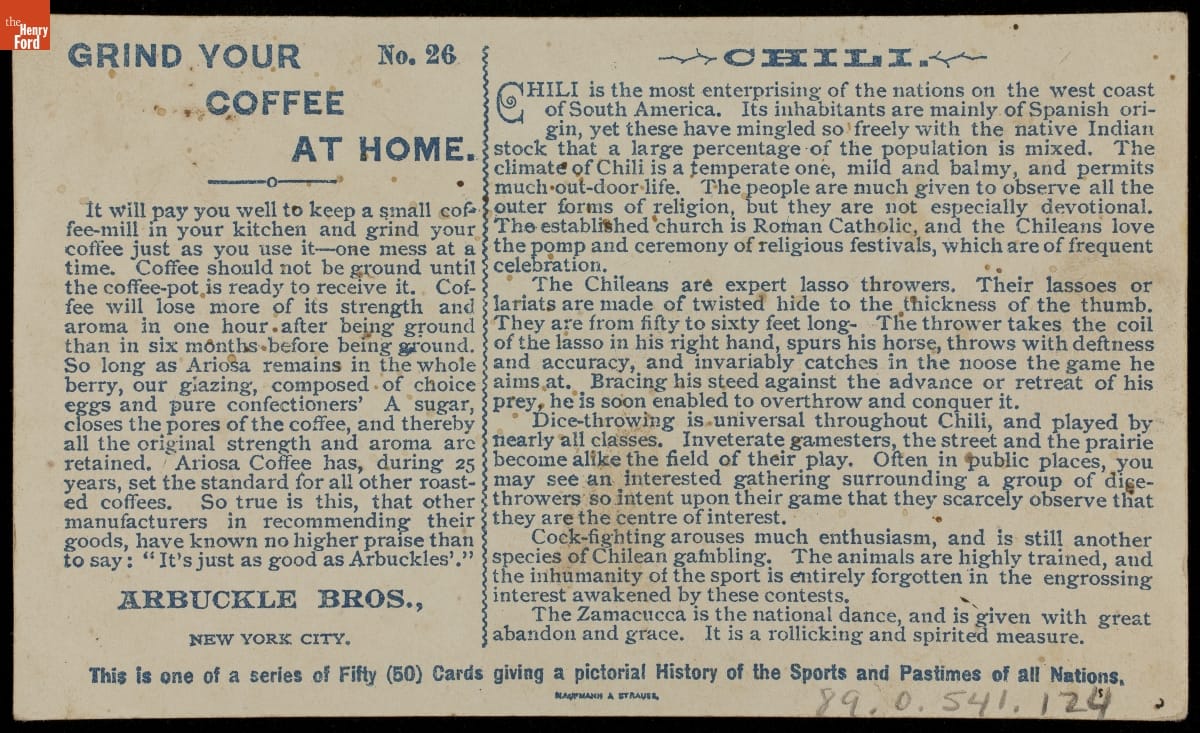 the
Henry
Ford
GRIND YOUR No. 26
COFFEE
AT HOME.
It will pay you well to keep a small cof-
fee-mill in your kitchen and grind your
coffee just as you use it—one mess at a
time. Coffee should not be ground until
the coffee-pot is ready to receive it. Cof-
fee will lose more of its strength and
aroma in one hour after being ground
than in six months before being ground.
So long as Ariosa remains in the whole
berry, our glazing, composed of choice
eggs and pure confectioners' A sugar,
closes the pores of the coffee, and thereby
all the original strength and aroma are
retained. Ariosa Coffee has, during 25
years, set the standard for all other roast-
ed coffees. So true is this, that other
manufacturers in recommending their
goods, have known no higher praise than
to say: "It's just as good as Arbuckles'."
ARBUCKLE BROS.,
NEW YORK CITY.
CHILI.
CHILI is the most enterprising of the nations on the west coast
of South America. Its inhabitants are mainly of Spanish ori-
gin, yet these have mingled so freely with the native Indian
stock that a large percentage of the population is mixed. The
climate of Chili is a temperate one, mild and balmy, and permits
much out-door life. The people are much given to observe all the
outer forms of religion, but they are not especially devotional.
The established church is Roman Catholic, and the Chileans love
the pomp and ceremony of religious festivals, which are of frequent
celebration.
The Chileans are expert lasso throwers. Their lassoes or
lariats are made of twisted hide to the thickness of the thumb.
They are from fifty to sixty feet long- The thrower takes the coil
of the lasso in his right hand, spurs his horse, throws with deftness
and accuracy, and invariably catches in the noose the game he
aims at. Bracing his steed against the advance or retreat of his
prey, he is soon enabled to overthrow and conquer it.
Dice-throwing is universal throughout Chili, and played by
nearly all classes. Inveterate gamesters, the street and the prairie
become alike the field of their play. Often in public places, you
may see an interested gathering surrounding a group of dice-
throwers so intent upon their game that they scarcely observe that
they are the centre of interest.
Cock-fighting arouses much enthusiasm, and is still another
species of Chilean gambling. The animals are highly trained, and
the inhumanity of the sport is entirely forgotten in the engrossing
interest awakened by these contests.
The Zamacucca is the national dance, and is given with great
abandon and grace. It is a rollicking and spirited measure.
This is one of a series of Fifty (50) Cards giving a pictorial History of the Sports and Pastimes of all Nations.
KAUFMANN & STRAUSS.
89.0.541.124